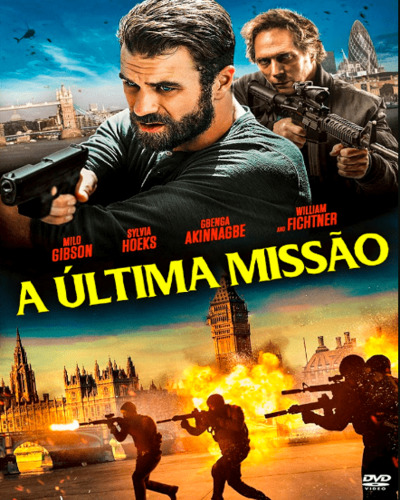 MILO
GIBSON
SYLVIA
HOEKS
GBENGA
AKINNAGBE
WILLIAM
AND FICHTNER
A ÚLTIMA MISSÃO
DVD
VIDEO